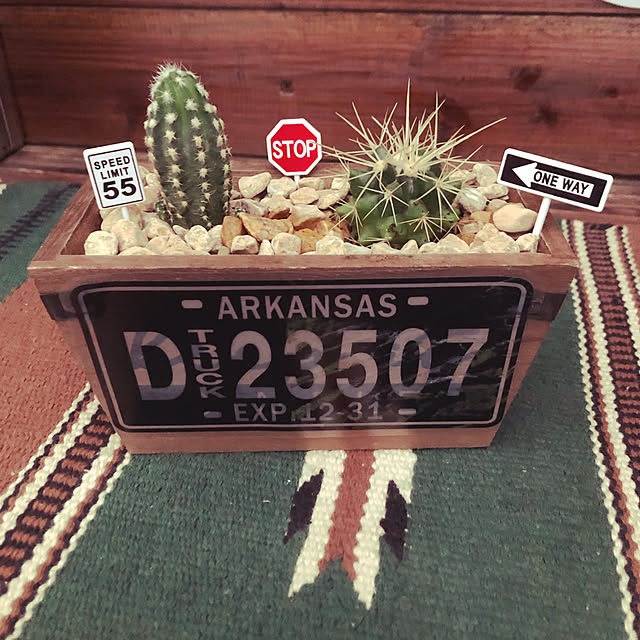 SPEED
LIMIT
55
STOP
ONE WAY
ARKANSAS
D TRUCK 23507
EXP. 12-31